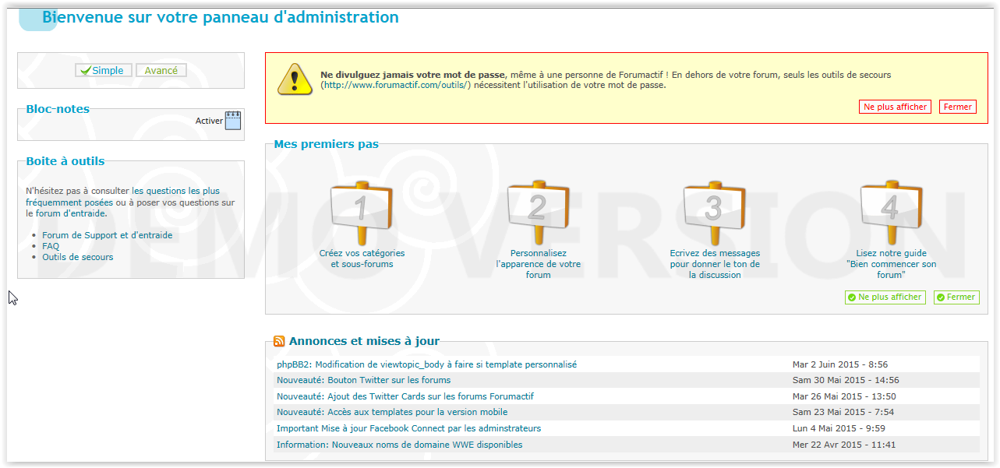 Bienvenue sur votre panneau d'administration
Simple
Avancé
Bloc-notes
Activer
Boite à outils
N'hésitez pas à consulter les questions les plus
fréquemment posées ou à poser vos questions sur
le forum d'entraide.
Forum de Support et d'entraide
FAQ
Outils de secours
Ne divulguez jamais votre mot de passe, même à une personne de Forumactif ! En dehors de votre forum, seuls les outils de secours
(http://www.forumactif.com/outils/) nécessitent l'utilisation de votre mot de passe.
Ne plus afficher
Fermer
Mes premiers pas
1
Créez vos catégories
et sous-forums
2
Personnalisez
l'apparence de votre
forum
3
Ecrivez des messages
pour donner le ton de
la discussion
4
Lisez notre guide
"Bien commencer son
forum"
Ne plus afficher
Fermer
DEMO VERSION
Annonces et mises à jour
phpBB2: Modification de viewtopic_body à faire si template personnalisé Mar 2 Juin 2015 - 8:56
Nouveauté: Bouton Twitter sur les forums Sam 30 Mai 2015 - 14:56
Nouveauté: Ajout des Twitter Cards sur les forums Forumactif Mar 26 Mai 2015 - 13:50
Nouveauté: Accès aux templates pour la version mobile Sam 23 Mai 2015 - 7:54
Important Mise à jour Facebook Connect par les adminstrateurs Lun 4 Mai 2015 - 9:59
Information: Nouveaux noms de domaine WWE disponibles Mer 22 Avr 2015 - 11:41